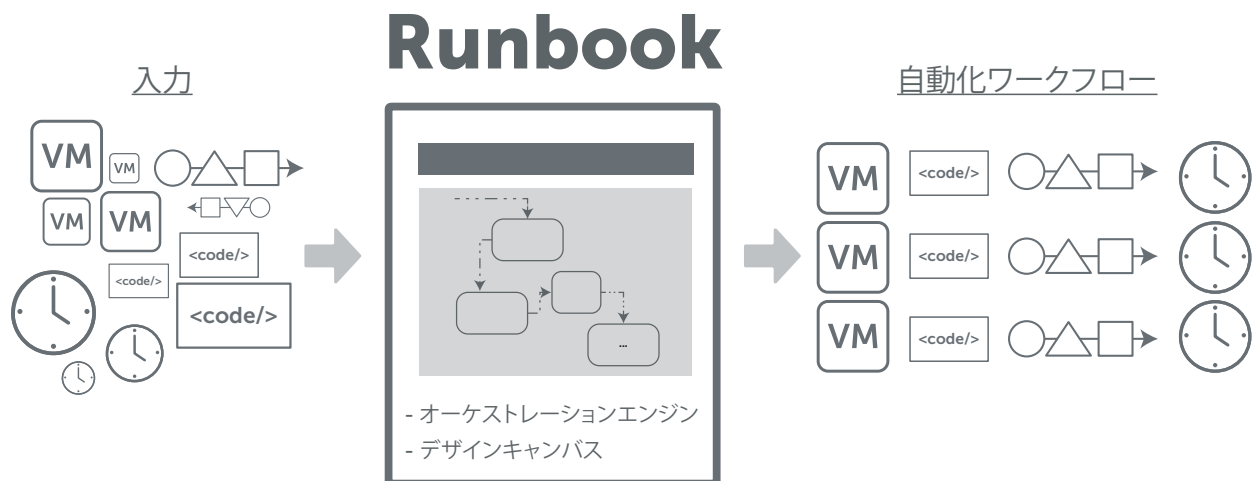 Runbook
入力
VM
VM
VM
VM
<code/>
<code/>
<code/>
...
- オーケストレーションエンジン
- デザインキャンバス
自動化ワークフロー
VM
<code/>
VM
<code/>
VM
<code/>